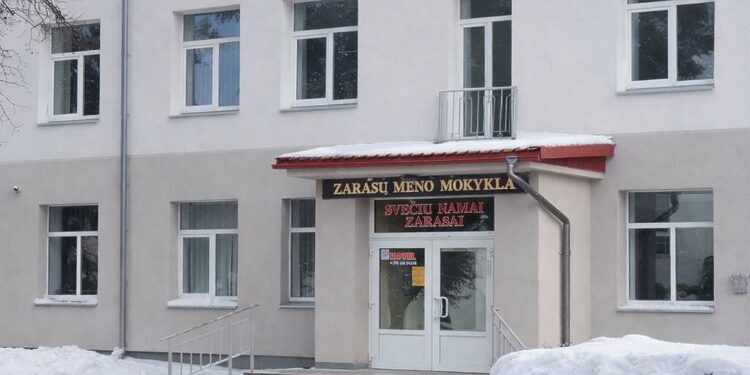 ZARASŲ MENO MOKYKLA
SVEČIŲ NAMAI
ZARASAI